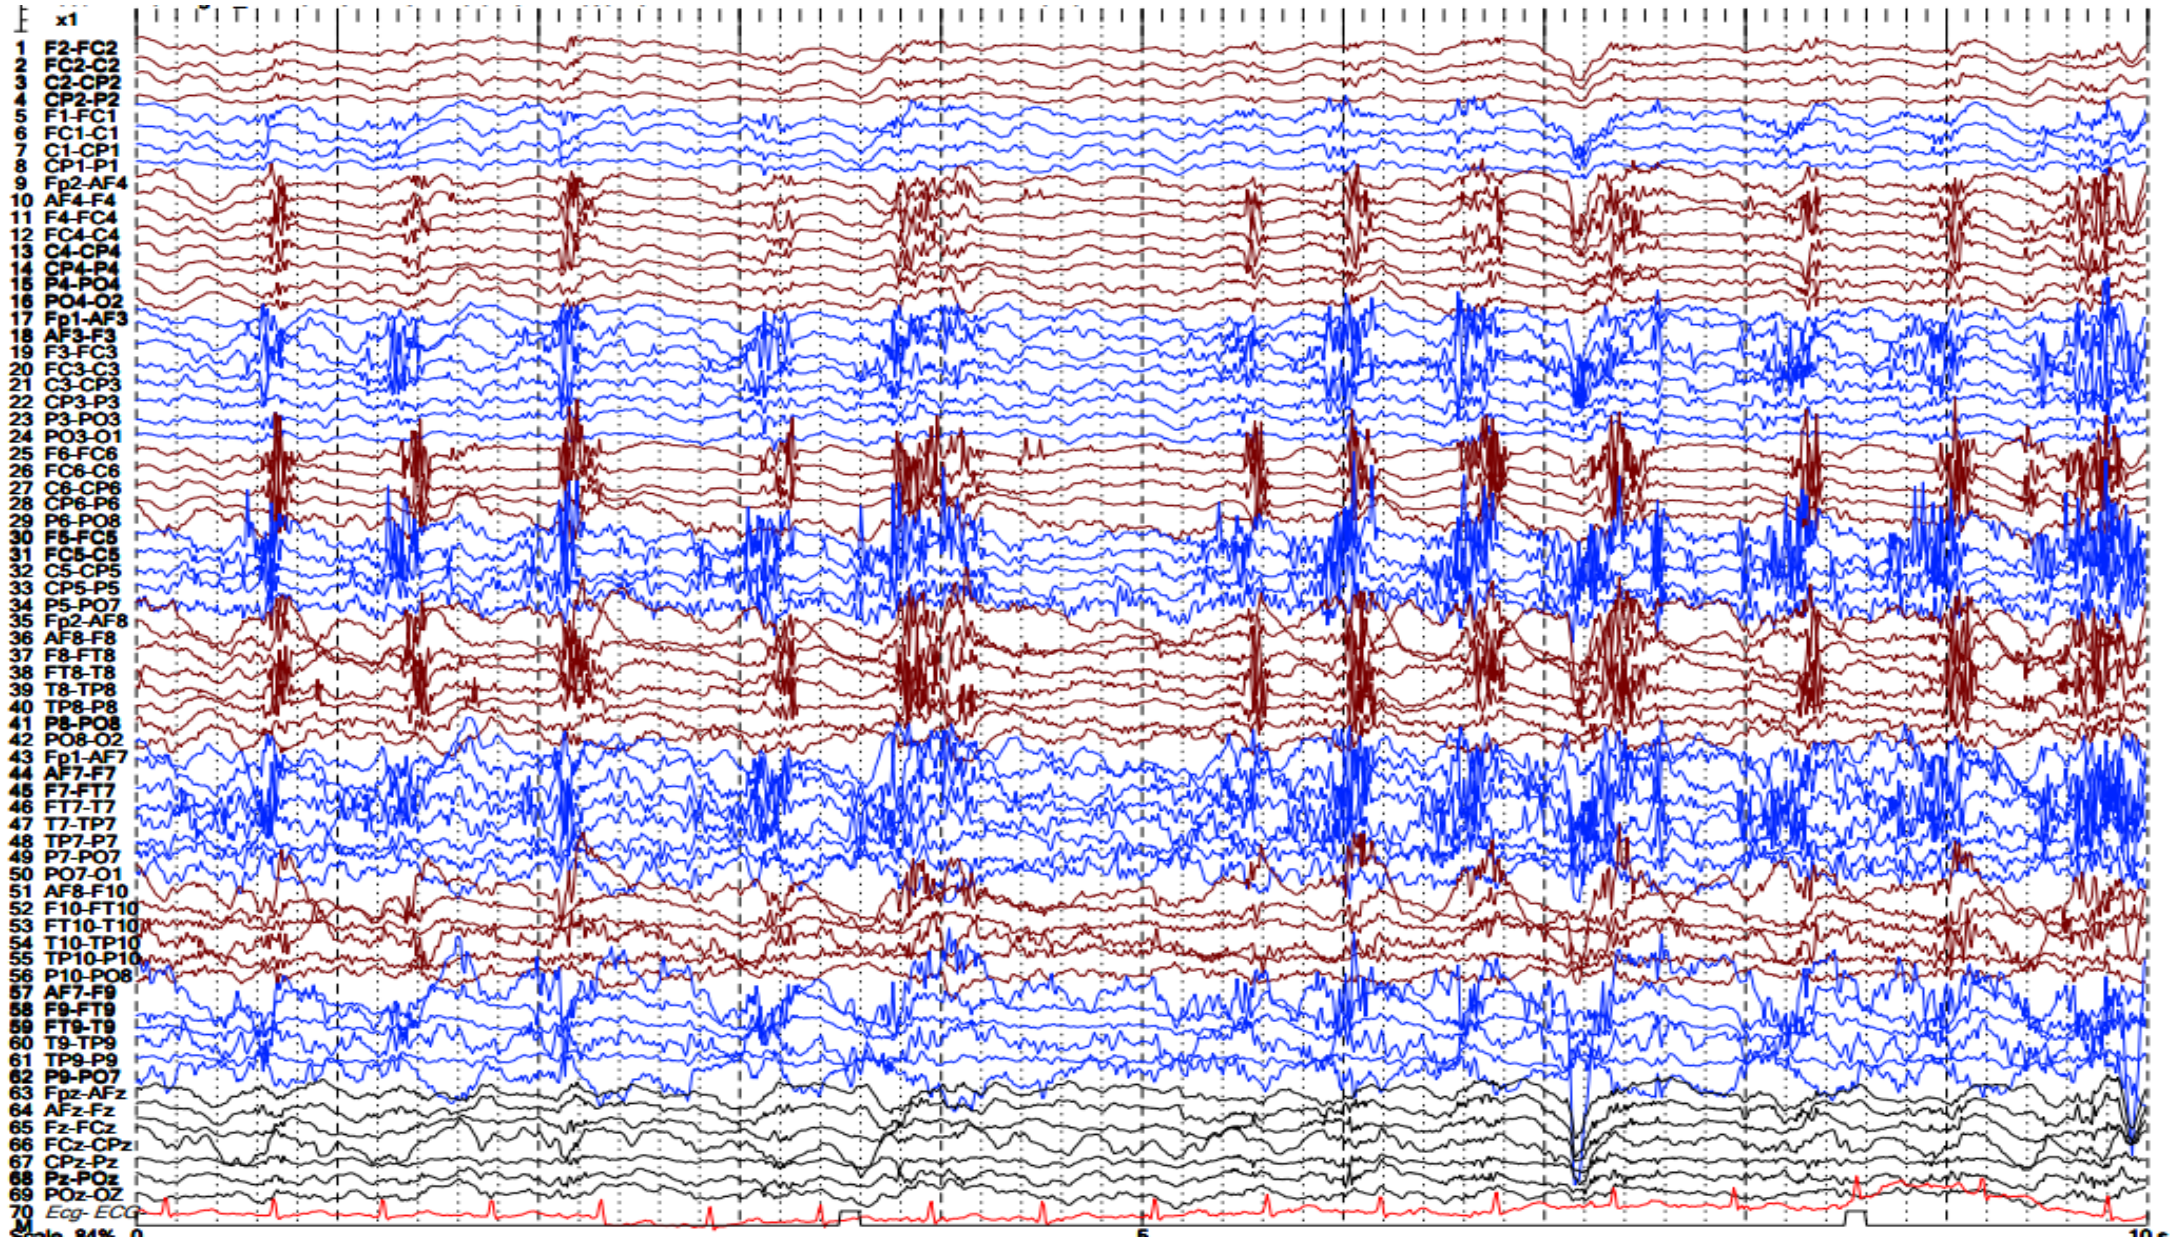 x1
1 F2-FC2
2 FC2-C2
3 C2-CP2
4 CP2-P2
5 F1-FC1
6 FC1-C1
7 C1-CP1
8 CP1-P1
9 Fp2-AF4
10 AF4-F4
11 F4-FC4
12 FC4-C4
13 C4-CP4
14 CP4-P4
15 P4-PO4
16 PO4-O2
17 Fp1-AF3
18 AF3-F3
19 F3-FC3
20 FC3-C3
21 C3-CP3
22 CP3-P3
23 P3-PO3
24 PO3-O1
25 F6-FC6
26 FC6-C6
27 C6-CP6
28 CP6-P6
29 P6-PO8
30 F5-FC5
31 FC5-C5
32 C5-CP5
33 CP5-P5
34 P5-PO7
35 Fp2-AF8
36 AF8-F8
37 F8-FT8
38 FT8-T8
39 T8-TP8
40 TP8-P8
41 P8-PO8
42 PO8-O2
43 Fp1-AF7
44 AF7-F7
45 F7-FT7
46 FT7-T7
47 T7-TP7
48 TP7-P7
49 P7-PO7
50 PO7-O1
51 AF8-F10
52 F10-FT10
53 FT10-T10
54 T10-TP10
55 TP10-P10
56 P10-PO8
57 AF7-F9
58 F9-FT9
59 FT9-T9
60 T9-TP9
61 TP9-P9
62 P9-PO7
63 Fpz-AFz
64 AFz-Fz
65 Fz-FCz
66 FCz-CPz
67 CPz-Pz
68 Pz-POz
69 POz-OZ
70 Ecg- ECG
M
Scale 84% 0 5 10 s